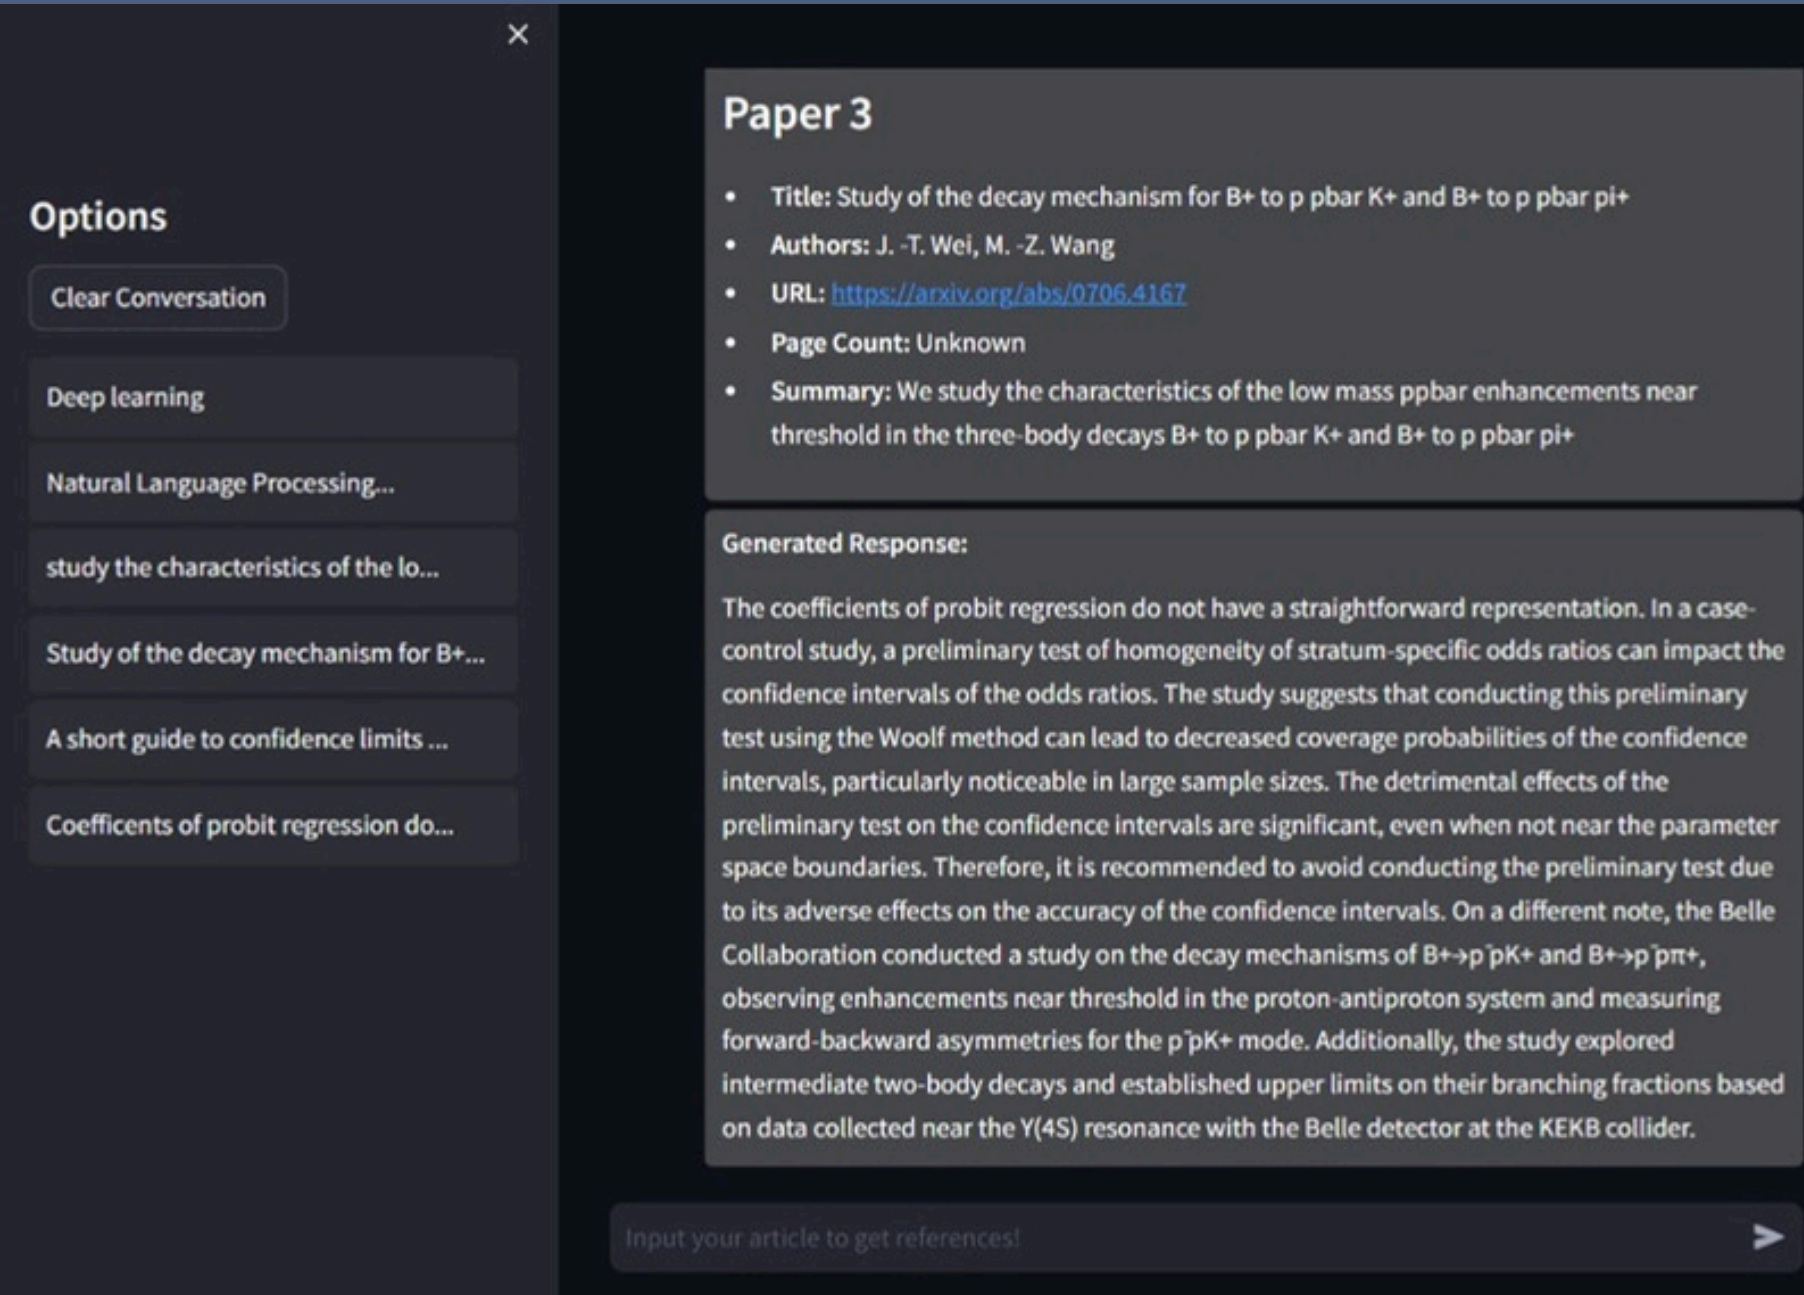 Options
Clear Conversation
Deep learning
Natural Language Processing...
study the characteristics of the lo...
Study of the decay mechanism for B+...
A short guide to confidence limits ...
Coefficents of probit regression do...
Paper 3
• Title: Study of the decay mechanism for B+ to p pbar K+ and B+ to p pbar pi+
• Authors: J. -T. Wei, M. -Z. Wang
• URL: https://arxiv.org/abs/0706.4167
• Page Count: Unknown
• Summary: We study the characteristics of the low mass ppbar enhancements near
threshold in the three-body decays B+ to p pbar K+ and B+ to p pbar pi+
Generated Response:
The coefficients of probit regression do not have a straightforward representation. In a case-
control study, a preliminary test of homogeneity of stratum-specific odds ratios can impact the
confidence intervals of the odds ratios. The study suggests that conducting this preliminary
test using the Woolf method can lead to decreased coverage probabilities of the confidence
intervals, particularly noticeable in large sample sizes. The detrimental effects of the
preliminary test on the confidence intervals are significant, even when not near the parameter
space boundaries. Therefore, it is recommended to avoid conducting the preliminary test due
to its adverse effects on the accuracy of the confidence intervals. On a different note, the Belle
Collaboration conducted a study on the decay mechanisms of B+→p¯pK+ and B+→p¯pπ+,
observing enhancements near threshold in the proton-antiproton system and measuring
forward-backward asymmetries for the p¯pK+ mode. Additionally, the study explored
intermediate two-body decays and established upper limits on their branching fractions based
on data collected near the Υ(4S) resonance with the Belle detector at the KEKB collider.
Input your article to get references!